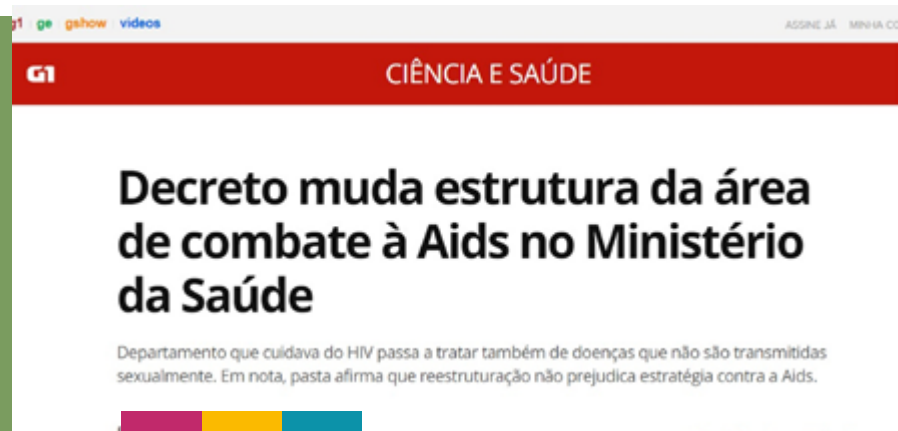 g1 ge gshow videos ASSINE JÁ MINHA CO
G1 CIÊNCIA E SAÚDE
Decreto muda estrutura da área
de combate à Aids no Ministério
da Saúde
Departamento que cuidava do HIV passa a tratar também de doenças que não são transmitidas
sexualmente. Em nota, pasta afirma que reestruturação não prejudica estratégia contra a Aids.